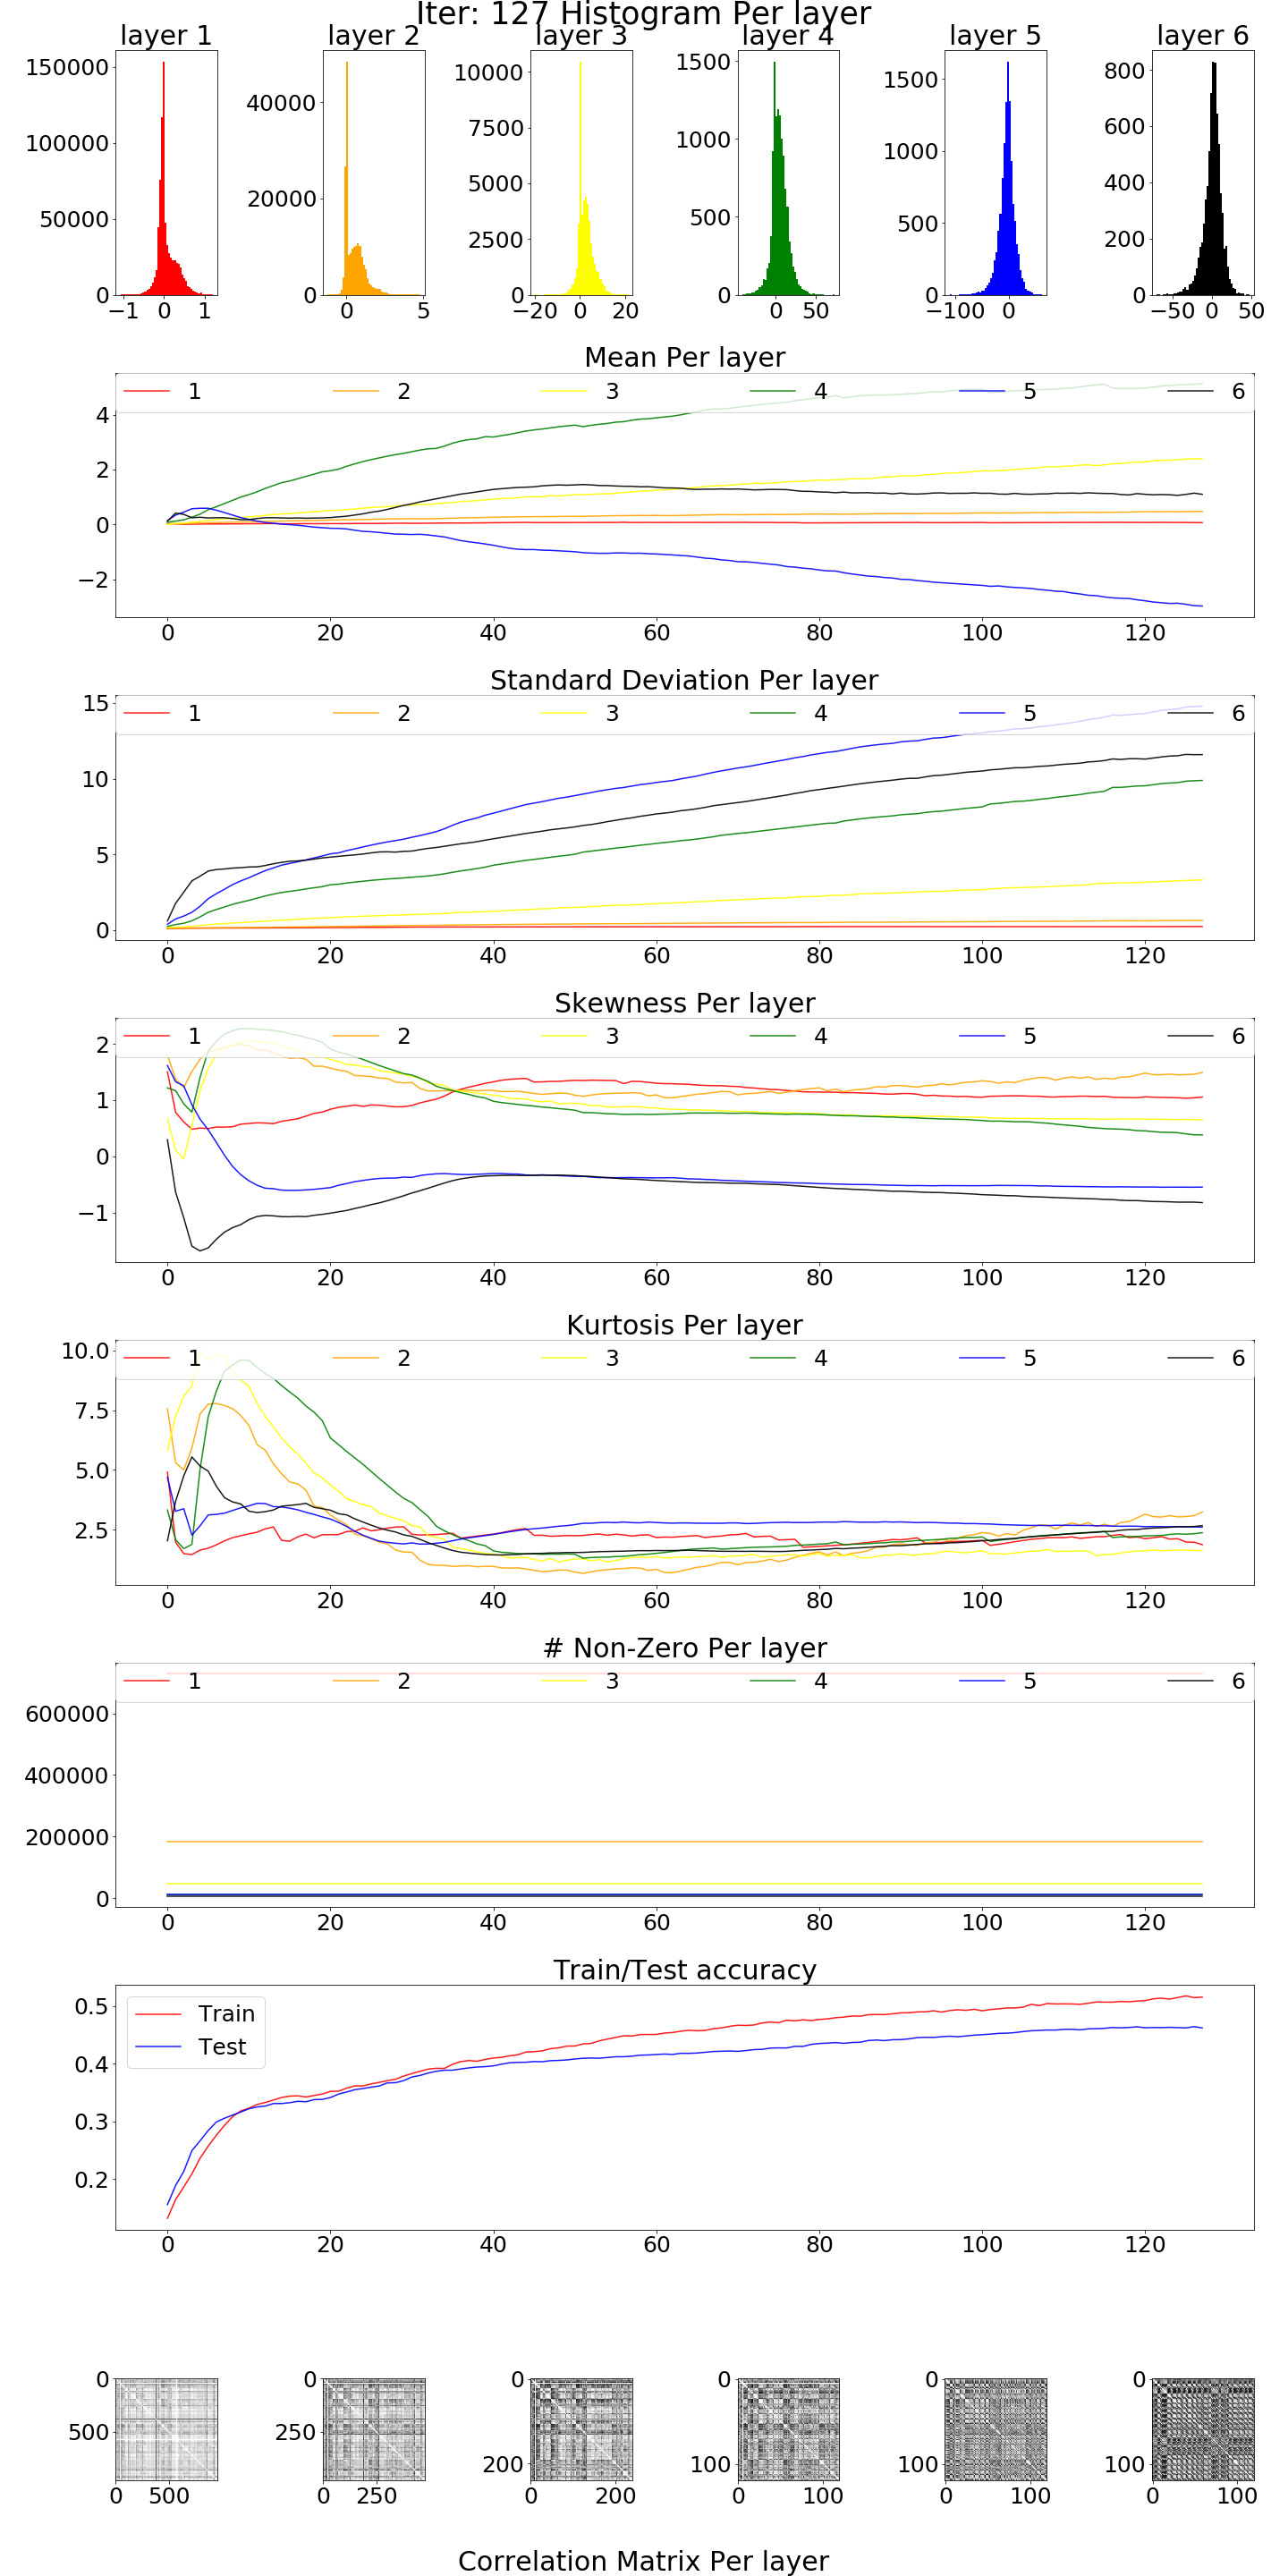 Iter: 127 Histogram Per layer
layer 1 layer 2 layer 3 layer 4 layer 5 layer 6
150000 100000 50000 0
−1 0 1
40000 20000 0
0 5
10000 7500 5000 2500 0
−20 0 20
1500 1000 500 0
0 50
1500 1000 500 0
−100 0
800 600 400 200 0
−50 0 50
Mean Per layer
1 2 3 4 5 6
4
2
0
−2
0 20 40 60 80 100 120
Standard Deviation Per layer
1 2 3 4 5 6
15
10
5
0
0 20 40 60 80 100 120
Skewness Per layer
1 2 3 4 5 6
2
1
0
−1
0 20 40 60 80 100 120
Kurtosis Per layer
1 2 3 4 5 6
10.0
7.5
5.0
2.5
0 20 40 60 80 100 120
# Non-Zero Per layer
1 2 3 4 5 6
600000
400000
200000
0
0 20 40 60 80 100 120
Train/Test accuracy
Train
Test
0.5
0.4
0.3
0.2
0 20 40 60 80 100 120
0 500
0 500
0 250
0 250
0 200
0 200
0 100
0 100
0 100
0 100
0 100
0 100
Correlation Matrix Per layer